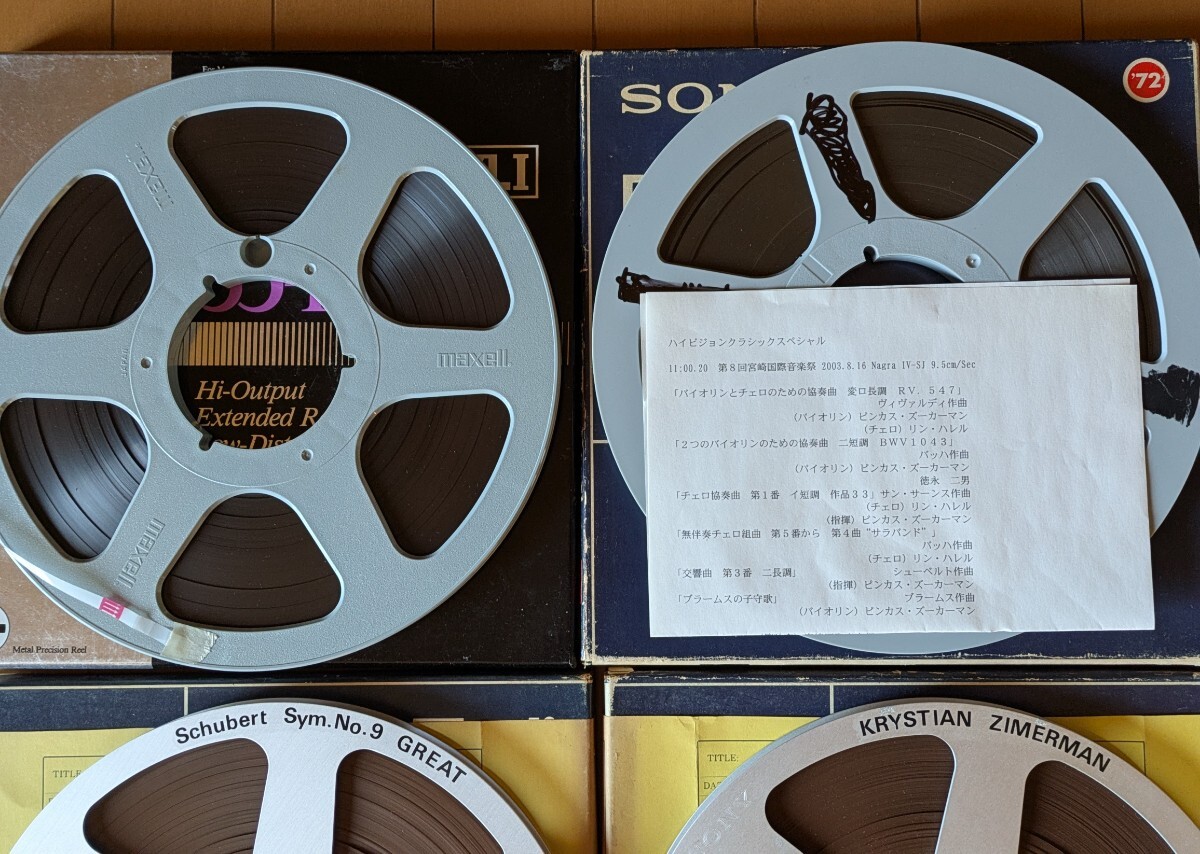 maxell
maxell
maxell
JAPAN
LI
Hi-Output
Extended R
Low-Dist
Metal Precision Reel
SON
'72
ハイビジョンクラシックスペシャル
11:00.20 第8回宮崎国際音楽祭 2003.8.16 Nagra IV-SJ 9.5cm/Sec
「バイオリンとチェロのための協奏曲 変ロ長調 RV.547」
ヴィヴァルディ作曲
(バイオリン)ピンカス・ズーカーマン
(チェロ)リン・ハレル
「2つのバイオリンのための協奏曲 二短調 BWV1043」
バッハ作曲
(バイオリン)ピンカス・ズーカーマン
徳永 二男
「チェロ協奏曲 第1番 イ短調 作品33」サン・サーンス作曲
(チェロ)リン・ハレル
(指揮)ピンカス・ズーカーマン
「無伴奏チェロ組曲 第5番から 第4曲“サラバンド”」
バッハ作曲
(チェロ)リン・ハレル
「交響曲 第3番 二長調」 シューベルト作曲
(指揮)ピンカス・ズーカーマン
「ブラームスの子守歌」 ブラームス作曲
(バイオリン)ピンカス・ズーカーマン
Schubert Sym.No.9 GREAT
TITLE
KRYSTIAN ZIMERMAN
TITLE:
DAT
SONY